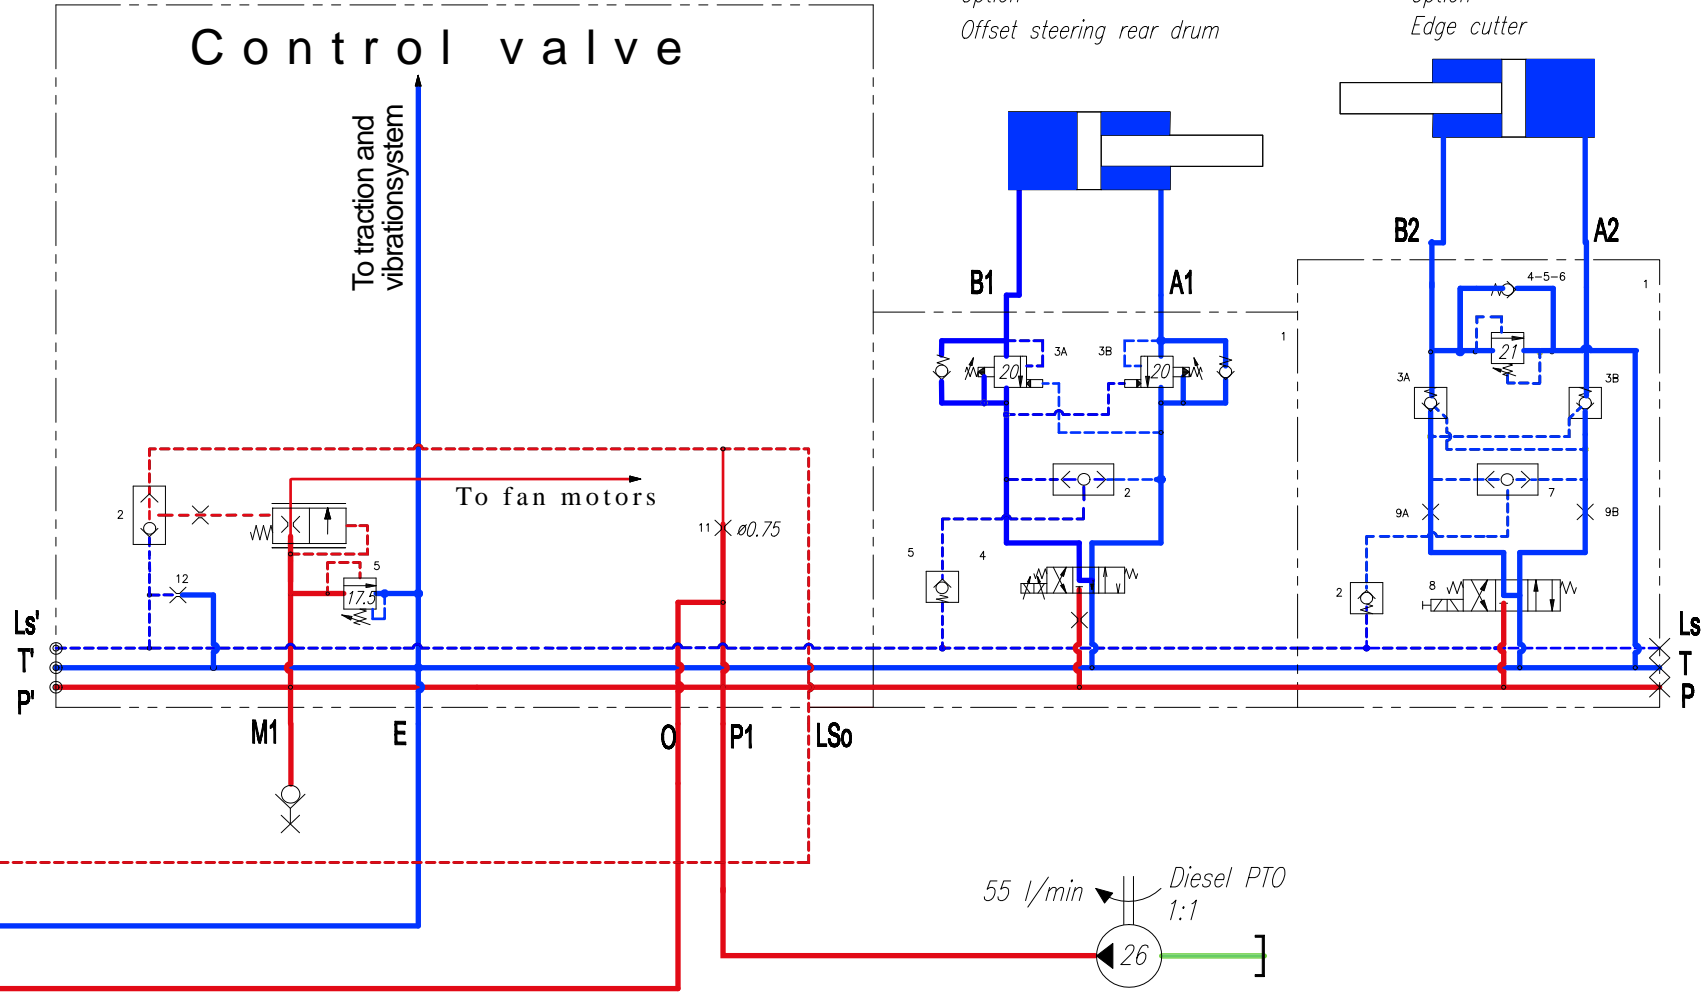 Option
Offset steering rear drum
Option
Edge cutter
Control valve
To traction and
vibrationsystem
B1
A1
B2
A2
4-5-6
1
1
3A
3B
20
20
21
3A
3B
To fan motors
2
11
ø0.75
2
7
9A
9B
5
12
17.5
5
4
2
8
Ls'
T'
P'
Ls
T
P
M1
E
O
P1
LSo
55 l/min
Diesel PTO
1:1
26